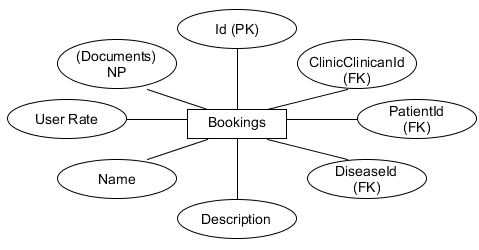 Id (PK)
(Documents)
NP
ClinicClinicanId
(FK)
User Rate
Bookings
PatientId
(FK)
Name
DiseaseId
(FK)
Description